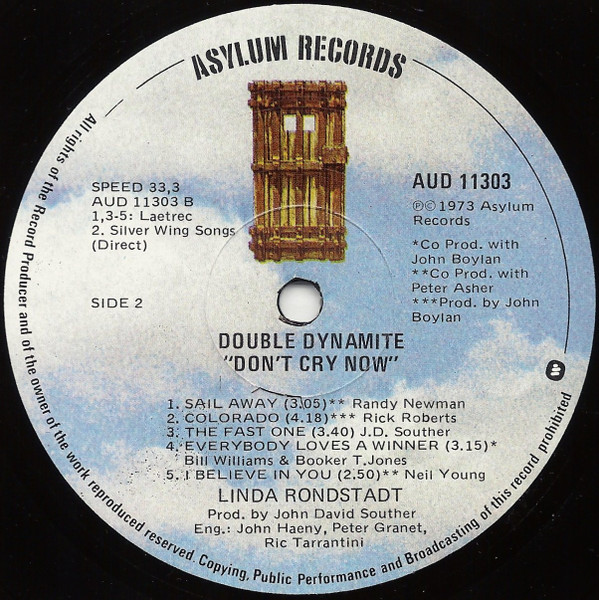 ASYLUM RECORDS
SPEED 33,3
AUD 11303 B
1,3-5: Laetrec
2. Silver Wing Songs
(Direct)
SIDE 2
AUD 11303
Ⓟ©1973 Asylum
Records
*Co Prod. with
John Boylan
**Co Prod. with
Peter Asher
***Prod. by John
Boylan
DOUBLE DYNAMITE
"DON'T CRY NOW"
1. SAIL AWAY (3.05)** Randy Newman
2. COLORADO (4.18)*** Rick Roberts
3. THE FAST ONE (3.40) J.D. Souther
4. EVERYBODY LOVES A WINNER (3.15)*
Bill Williams & Booker T. Jones
5. I BELIEVE IN YOU (2.50)** Neil Young
LINDA RONDSTADT
Prod. by John David Souther
Eng.: John Haeny, Peter Granet,
Ric Tarrantini
All rights of the Record Producer and of the owner of the work reproduced reserved. Copying, Public Performance and Broadcasting of this record prohibited